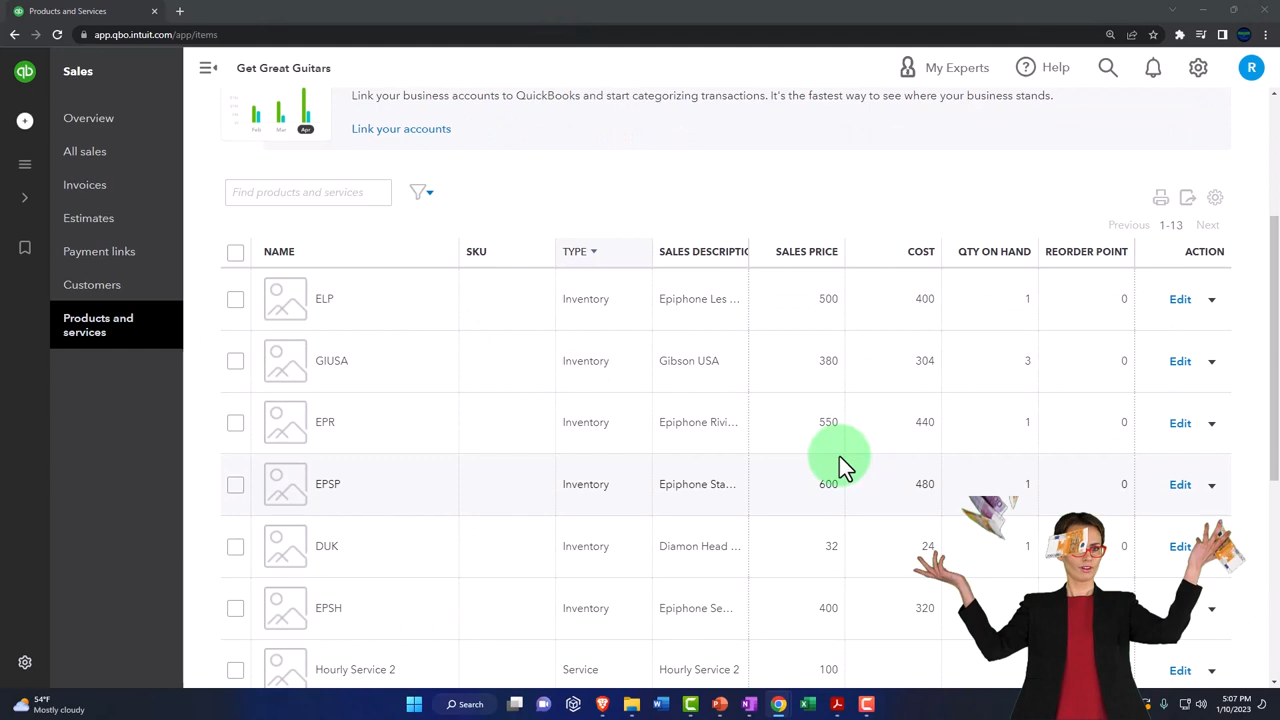 Products and Services
app.qbo.intuit.com/app/items
qb
Sales
Get Great Guitars
My Experts
Help
R
Overview
All sales
Invoices
Estimates
Payment links
Customers
Products and
services
Link your business accounts to QuickBooks and start categorizing transactions. It's the fastest way to see where your business stands.
Feb Mar Apr
Link your accounts
Find products and services
Previous 1-13 Next
NAME SKU TYPE SALES DESCRIPTIO SALES PRICE COST QTY ON HAND REORDER POINT ACTION
ELP Inventory Epiphone Les ... 500 400 1 0 Edit
GIUSA Inventory Gibson USA 380 304 3 0 Edit
EPR Inventory Epiphone Rivi... 550 440 1 0 Edit
EPSP Inventory Epiphone Sta... 600 480 1 0 Edit
DUK Inventory Diamon Head ... 32 24 1 0 Edit
EPSH Inventory Epiphone Se... 400 320
Hourly Service 2 Service Hourly Service 2 100 Edit
54°F
Mostly cloudy
Search
5:07 PM
1/10/2023